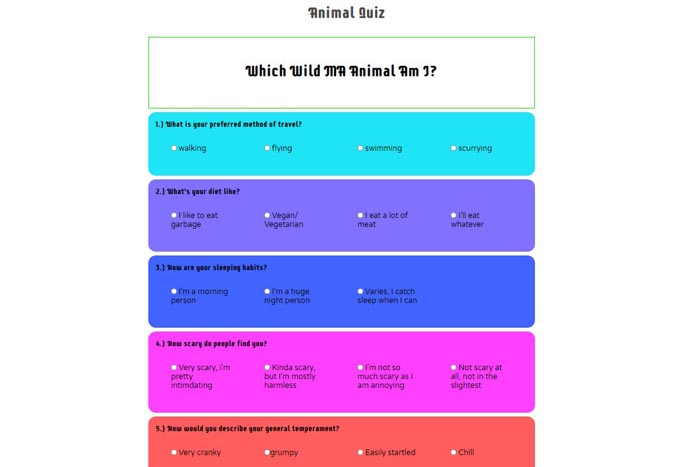 Animal Quiz
Which Wild MA Animal Am I?
1.) What is your preferred method of travel?
walking flying swimming scurrying
2.) What's your diet like?
I like to eat garbage
Vegan/ Vegetarian
I eat a lot of meat
I'll eat whatever
3.) How are your sleeping habits?
I'm a morning person
I'm a huge night person
Varies, I catch sleep when I can
4.) How scary do people find you?
Very scary, i'm pretty intimdating
Kinda scary, but I'm mostly harmless
I'm not so much scary as I am annoying
Not scary at all, not in the slightest
5.) How would you describe your general temperament?
Very cranky grumpy Easily startled Chill